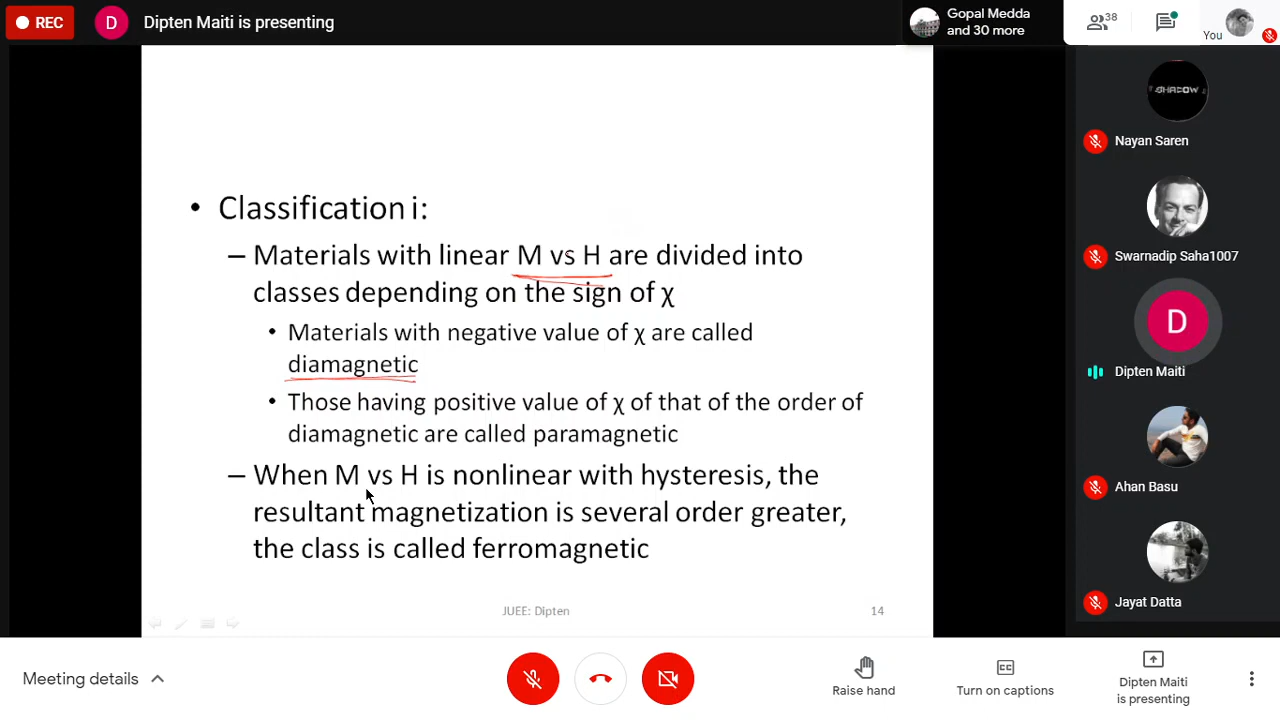 REC
D
Dipten Maiti is presenting
Gopal Medda
and 30 more
38
You
SHADOW
Nayan Saren
Swarnadip Saha1007
D
Dipten Maiti
Ahan Basu
Jayat Datta
• Classification i:
– Materials with linear M vs H are divided into
classes depending on the sign of χ
• Materials with negative value of χ are called
diamagnetic
• Those having positive value of χ of that of the order of
diamagnetic are called paramagnetic
– When M vs H is nonlinear with hysteresis, the
resultant magnetization is several order greater,
the class is called ferromagnetic
JUEE: Dipten
14
Meeting details
Raise hand
Turn on captions
Dipten Maiti
is presenting